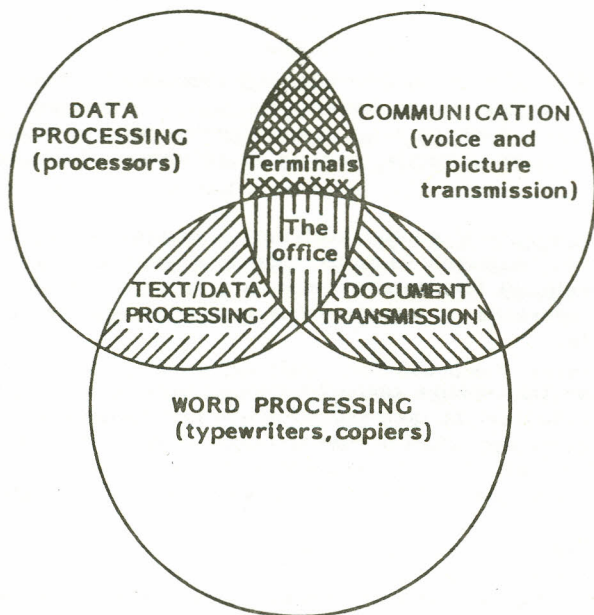 DATA
PROCESSING
(processors)
COMMUNICATION
(voice and
picture
transmission)
Terminals
The
office
TEXT/DATA
PROCESSING
DOCUMENT
TRANSMISSION
WORD PROCESSING
(typewriters,copiers)